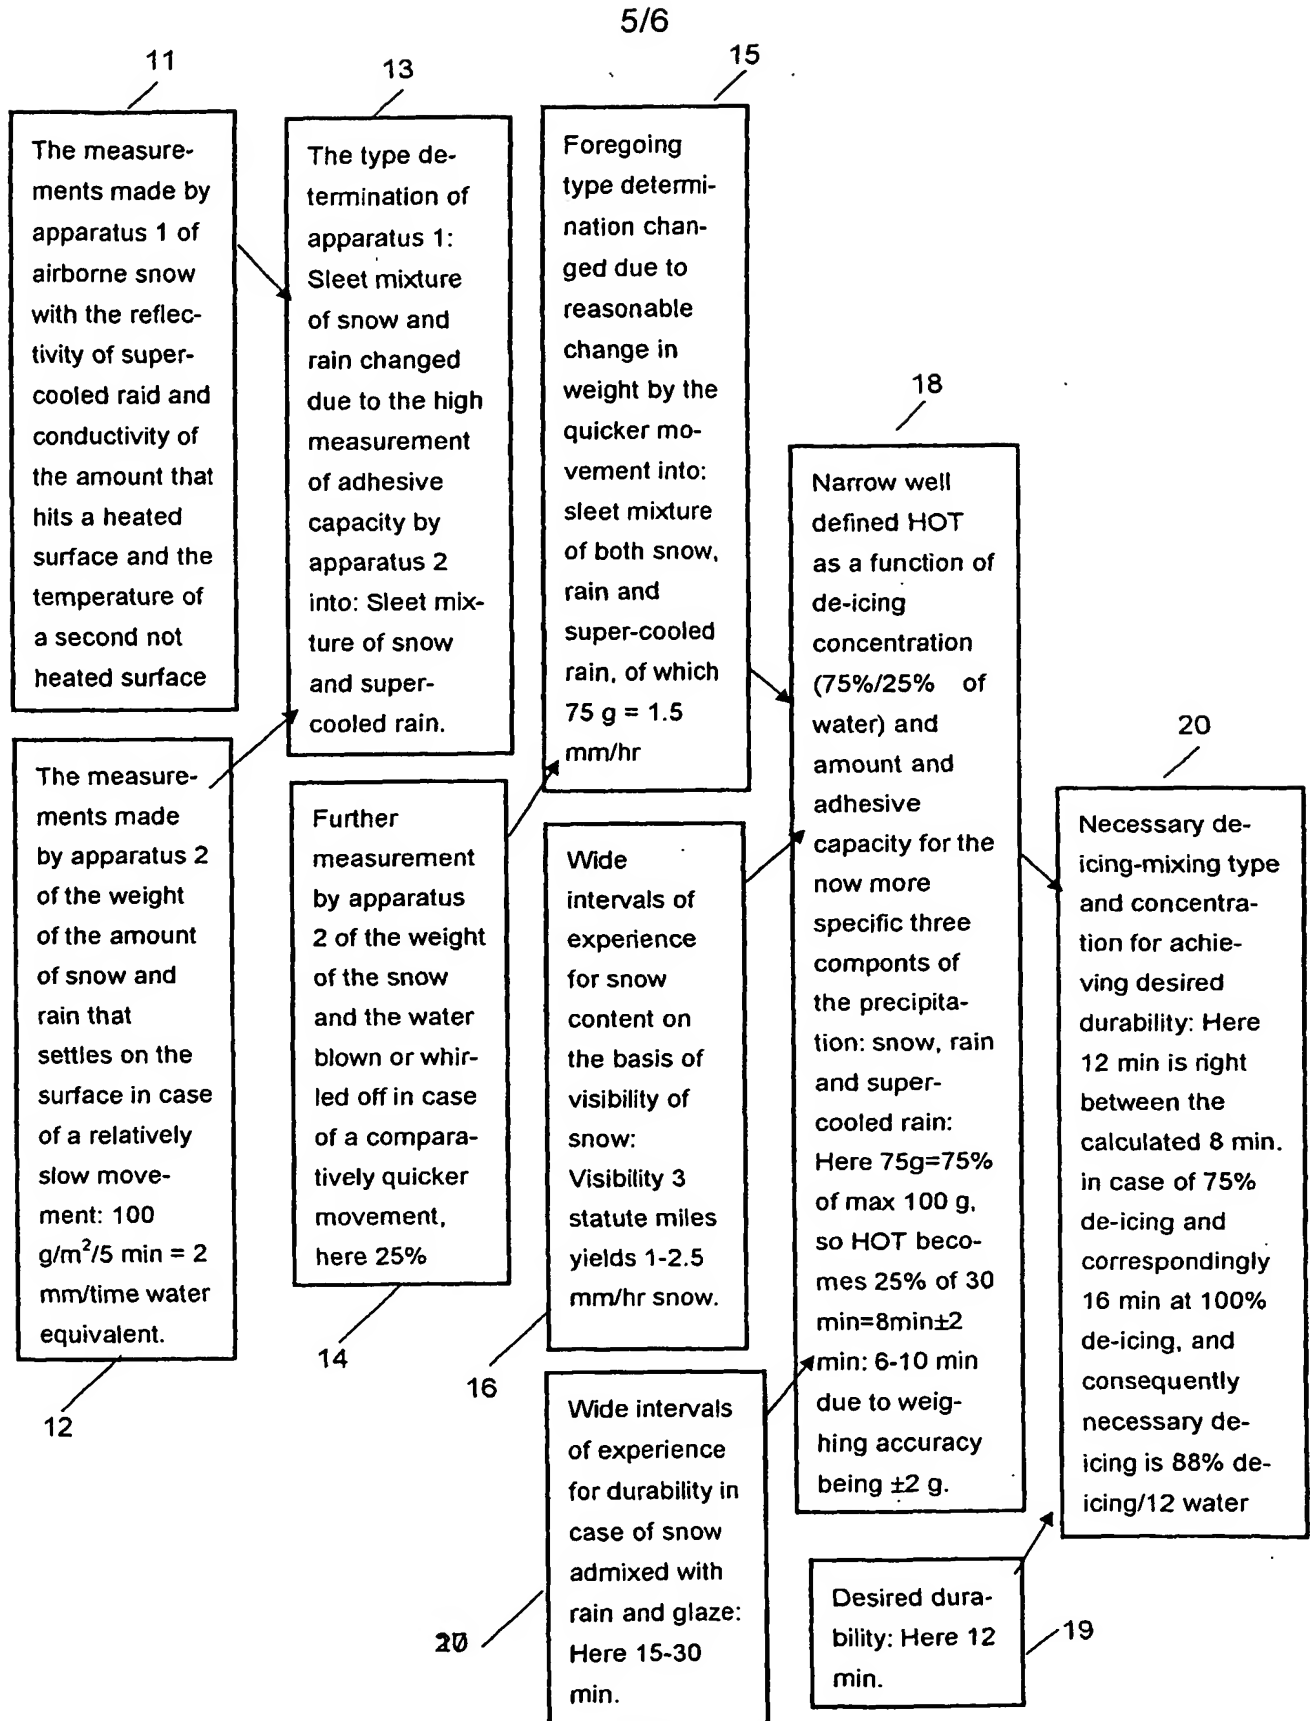 5/6
11
The measure-
ments made by
apparatus 1 of
airborne snow
with the reflec-
tivity of super-
cooled raid and
conductivity of
the amount that
hits a heated
surface and the
temperature of
a second not
heated surface
The measure-
ments made
by apparatus 2
of the weight
of the amount
of snow and
rain that
settles on the
surface in case
of a relatively
slow move-
ment: 100
g/m²/5 min = 2
mm/time water
equivalent.
12
13
The type de-
termination of
apparatus 1:
Sleet mixture
of snow and
rain changed
due to the high
measurement
of adhesive
capacity by
apparatus 2
into: Sleet mix-
ture of snow
and super-
cooled rain.
Further
measurement
by apparatus
2 of the weight
of the snow
and the water
blown or whir-
led off in case
of a compara-
tively quicker
movement,
here 25%
14
15
Foregoing
type determi-
nation chan-
ged due to
reasonable
change in
weight by the
quicker mo-
vement into:
sleet mixture
of both snow,
rain and
super-cooled
rain, of which
75 g = 1.5
mm/hr
Wide
intervals of
experience
for snow
content on
the basis of
visibility of
snow:
Visibility 3
statute miles
yields 1-2.5
mm/hr snow.
16
Wide intervals
of experience
for durability in
case of snow
admixed with
rain and glaze:
Here 15-30
min.
18
Narrow well
defined HOT
as a function of
de-icing
concentration
(75%/25% of
water) and
amount and
adhesive
capacity for the
now more
specific three
componts of
the precipita-
tion: snow, rain
and super-
cooled rain:
Here 75g=75%
of max 100 g,
so HOT beco-
mes 25% of 30
min=8min±2
min: 6-10 min
due to weig-
hing accuracy
being ±2 g.
Desired dura-
bility: Here 12
min.
19
20
Necessary de-
icing-mixing type
and concentra-
tion for achie-
ving desired
durability: Here
12 min is right
between the
calculated 8 min.
in case of 75%
de-icing and
correspondingly
16 min at 100%
de-icing, and
consequently
necessary de-
icing is 88% de-
icing/12 water